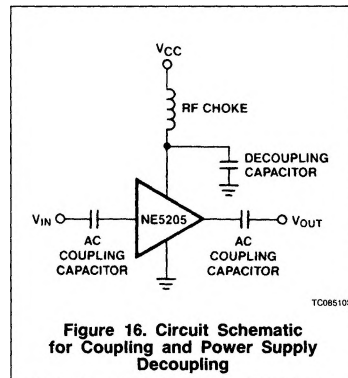 VCC
RF CHOKE
DECOUPLING
CAPACITOR
VIN
NE5205
VOUT
AC
COUPLING
CAPACITOR
AC
COUPLING
CAPACITOR
Figure 16. Circuit Schematic
for Coupling and Power Supply
Decoupling